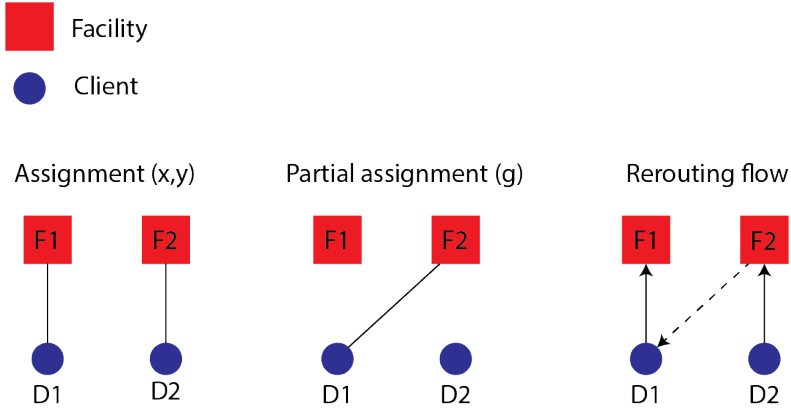 Facility
Client
Assignment (x,y)
Partial assignment (g)
Rerouting flow
F1 F2 F1 F2 F1 F2
D1 D2 D1 D2 D1 D2